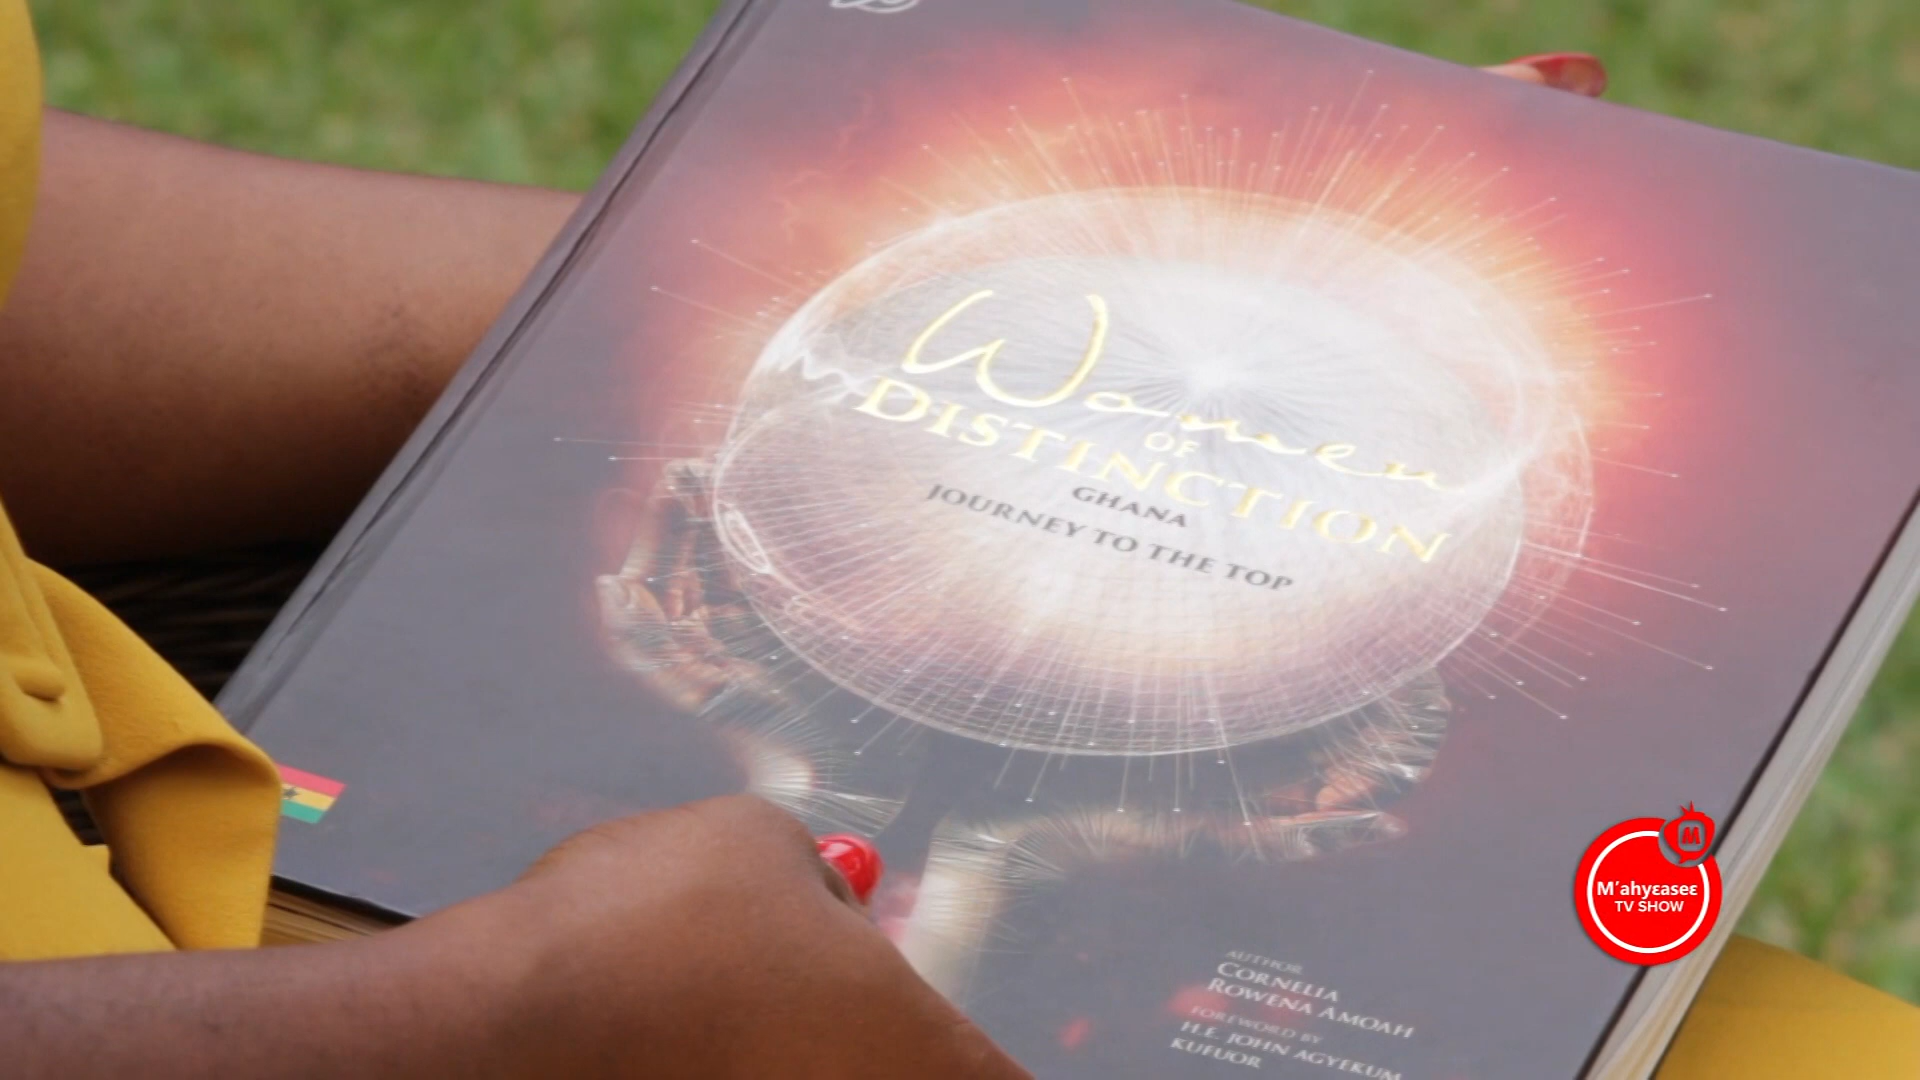 Women
OF
DISTINCTION
GHANA
JOURNEY TO THE TOP
AUTHOR
CORNELIA
ROWENA AMOAH
FOREWORD BY
H.E. JOHN AGYEKUM
KUFUOR
M
M'ahyɛaseɛ
TV SHOW